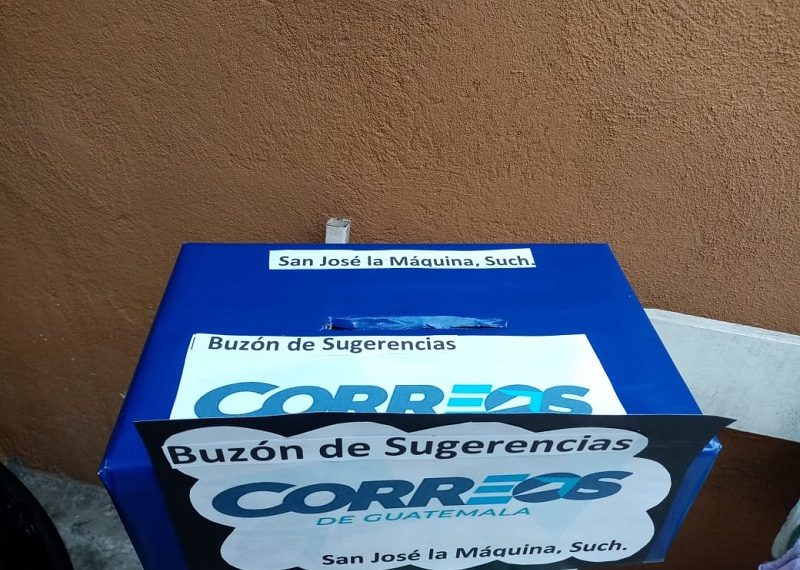 San José la Máquina, Such.
Buzón de Sugerencias
CORREOS
Buzón de Sugerencias
CORREOS
DE GUATEMALA
San José la Máquina, Such.